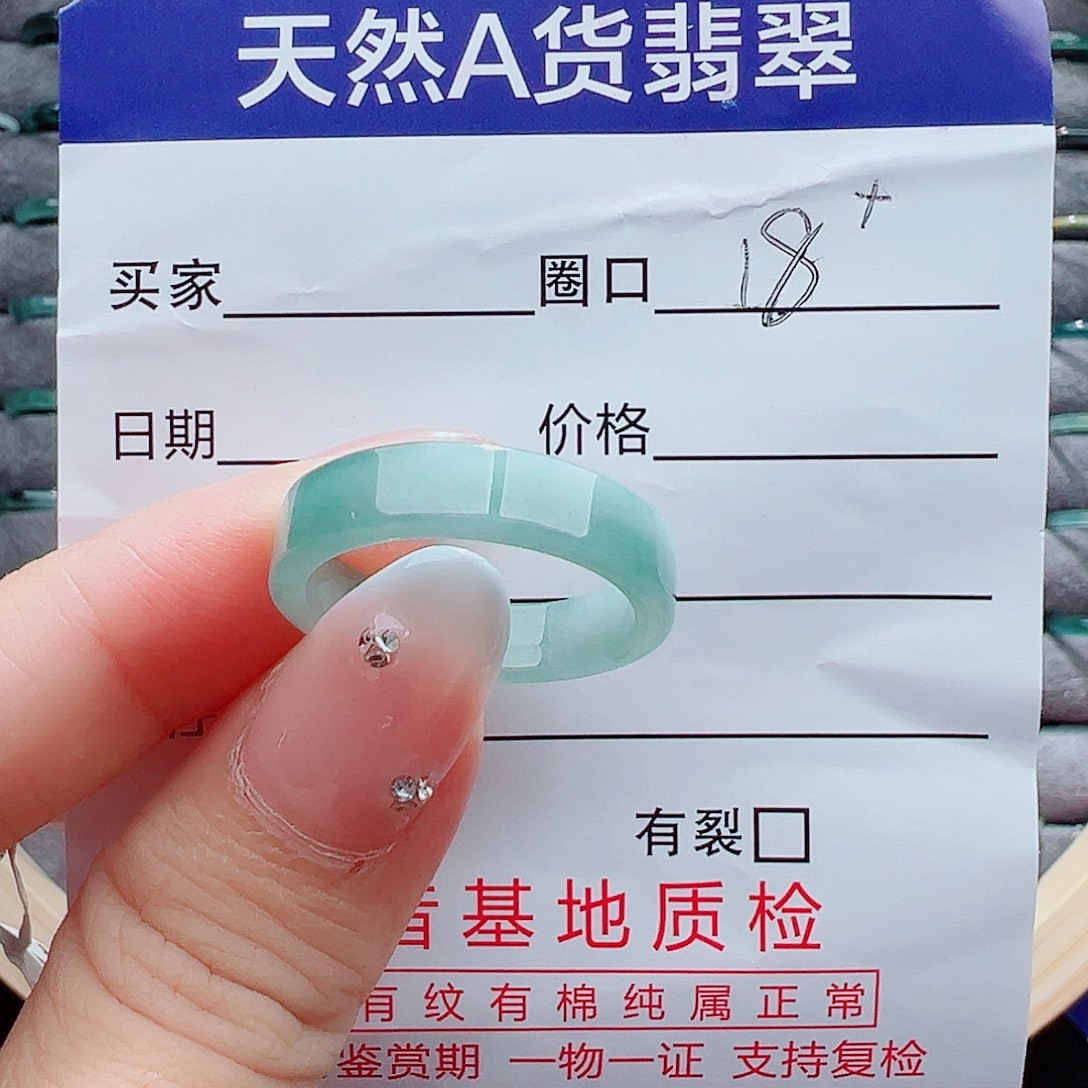 天然A货翡翠
买家 圈口 18+
日期 价格
有裂
基地质检
有纹有棉纯属正常
鉴赏期 一物一证 支持复检